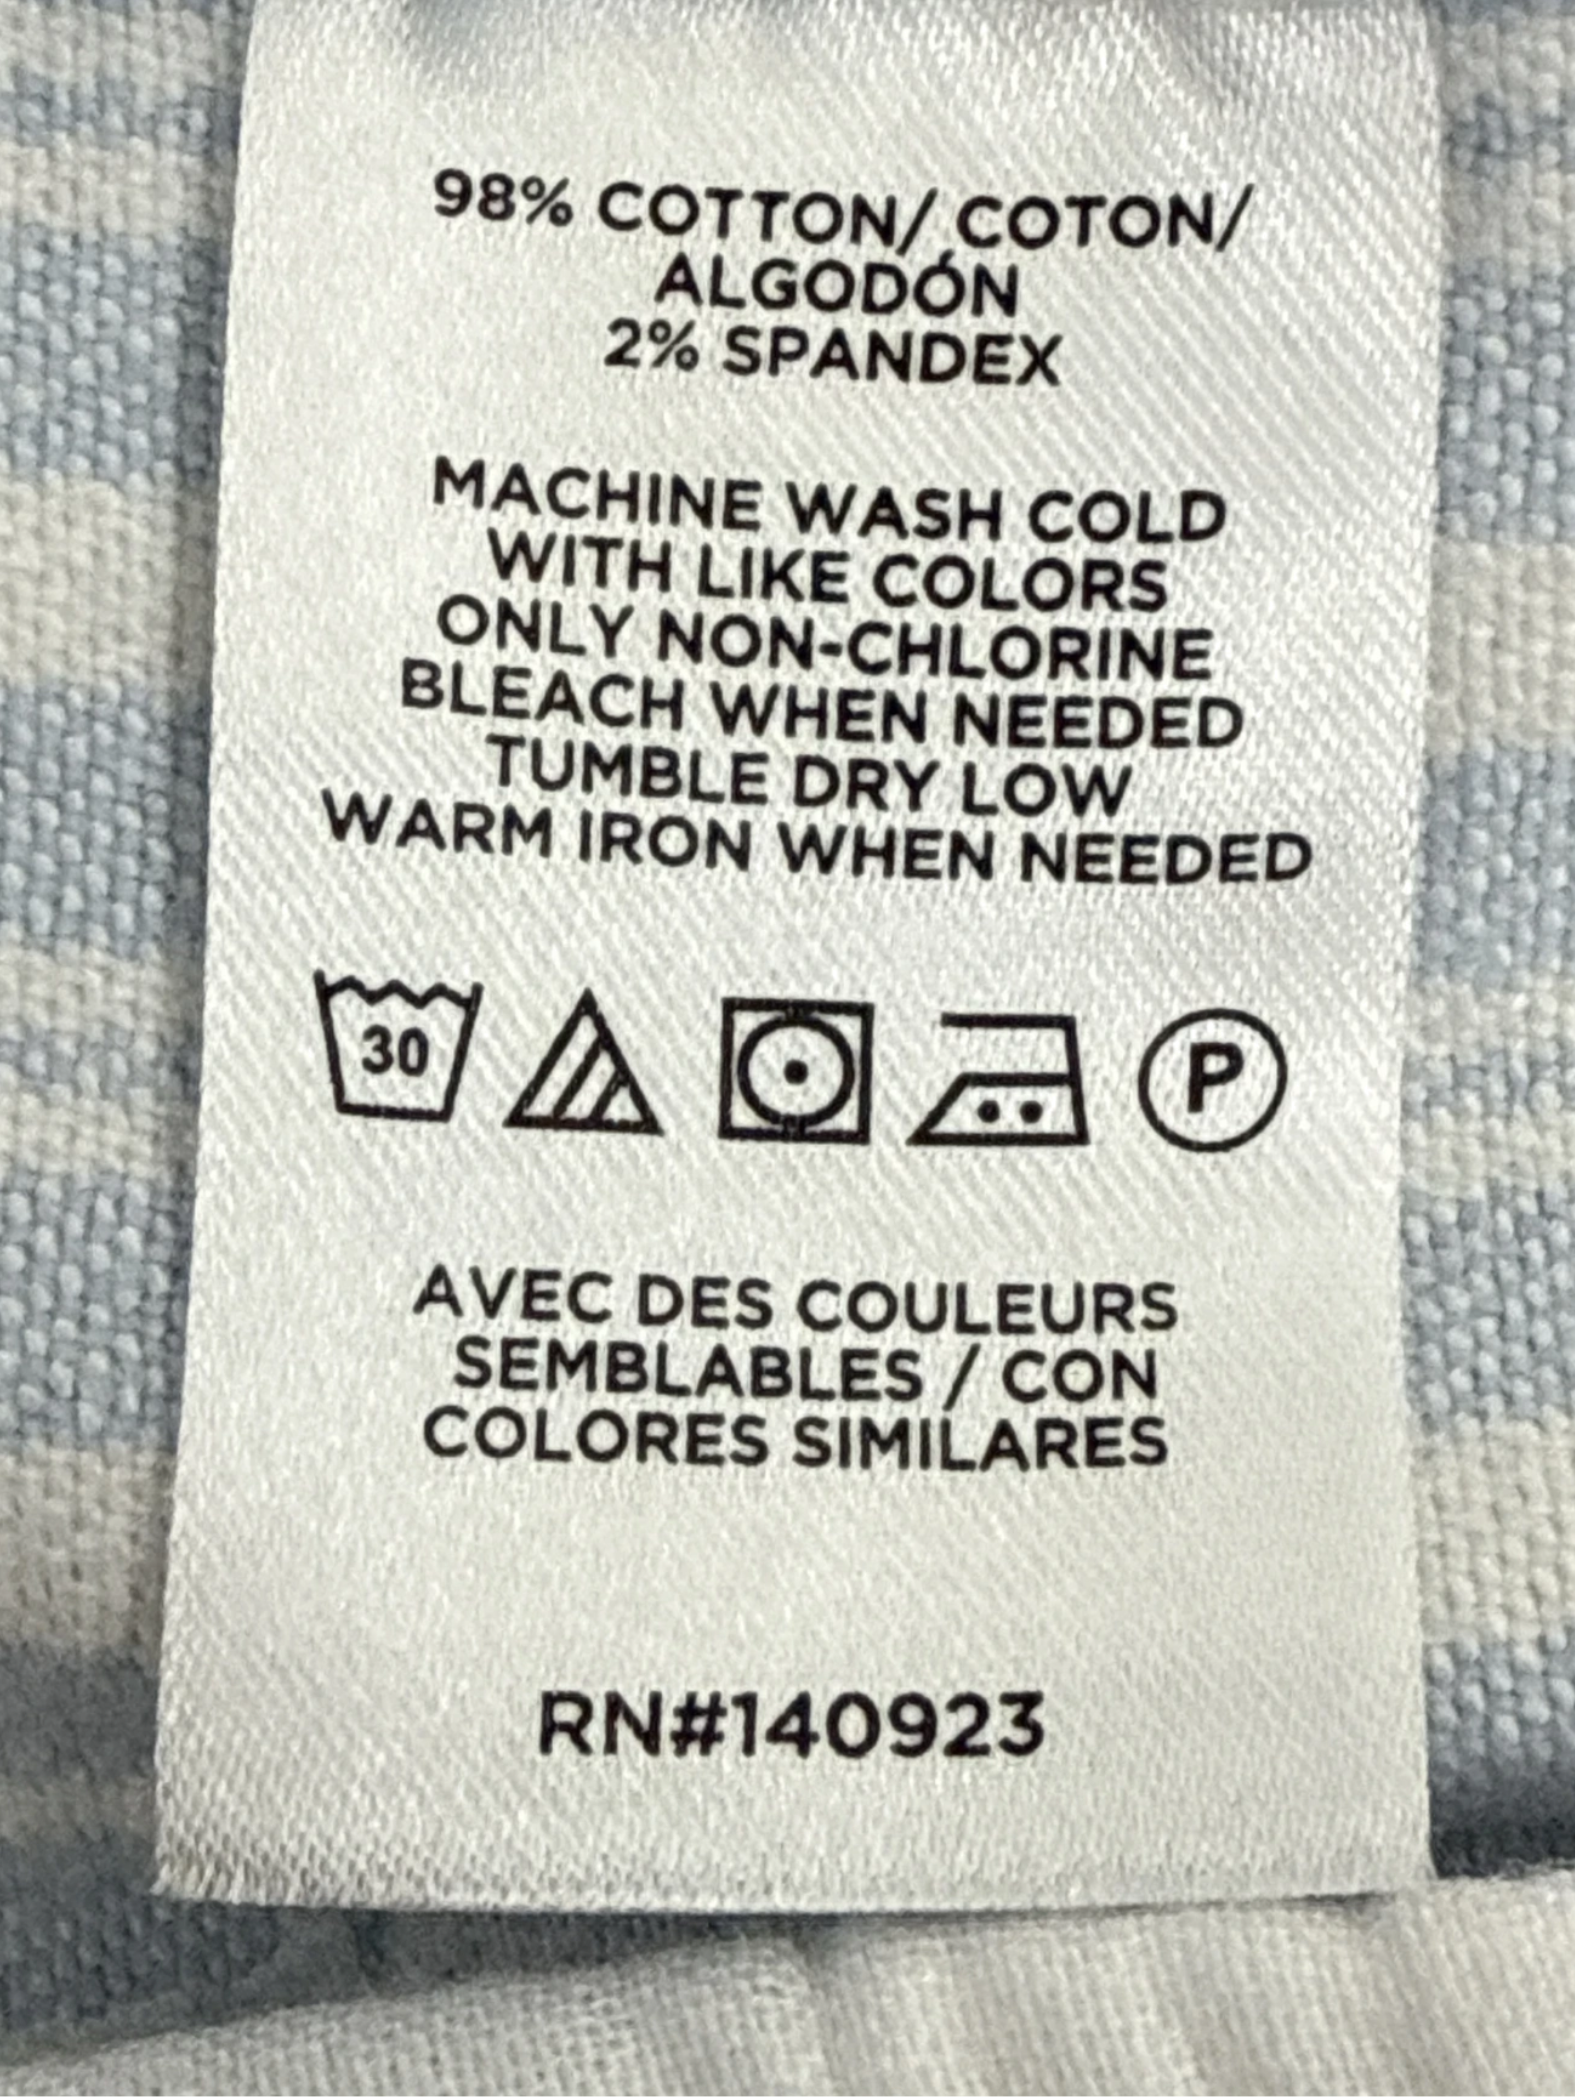 98% COTTON/ COTON/
ALGODÓN
2% SPANDEX
MACHINE WASH COLD
WITH LIKE COLORS
ONLY NON-CHLORINE
BLEACH WHEN NEEDED
TUMBLE DRY LOW
WARM IRON WHEN NEEDED
30 P
AVEC DES COULEURS
SEMBLABLES / CON
COLORES SIMILARES
RN#140923